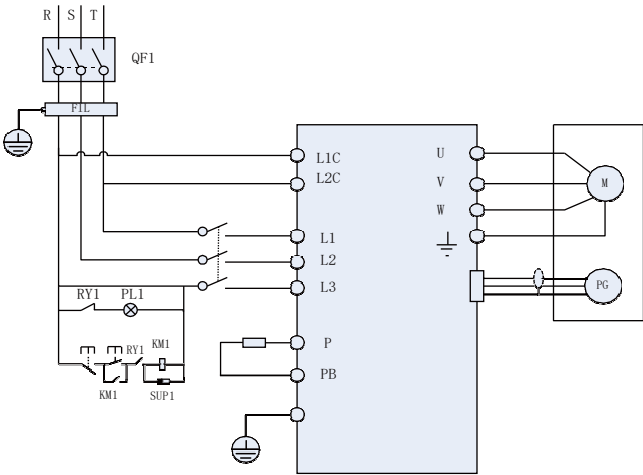 R S T
QF1
FIL
L1C
L2C
L1
L2
L3
P
PB
U
V
W
M
PG
RY1 PL1
RY1 KM1
KM1 SUP1